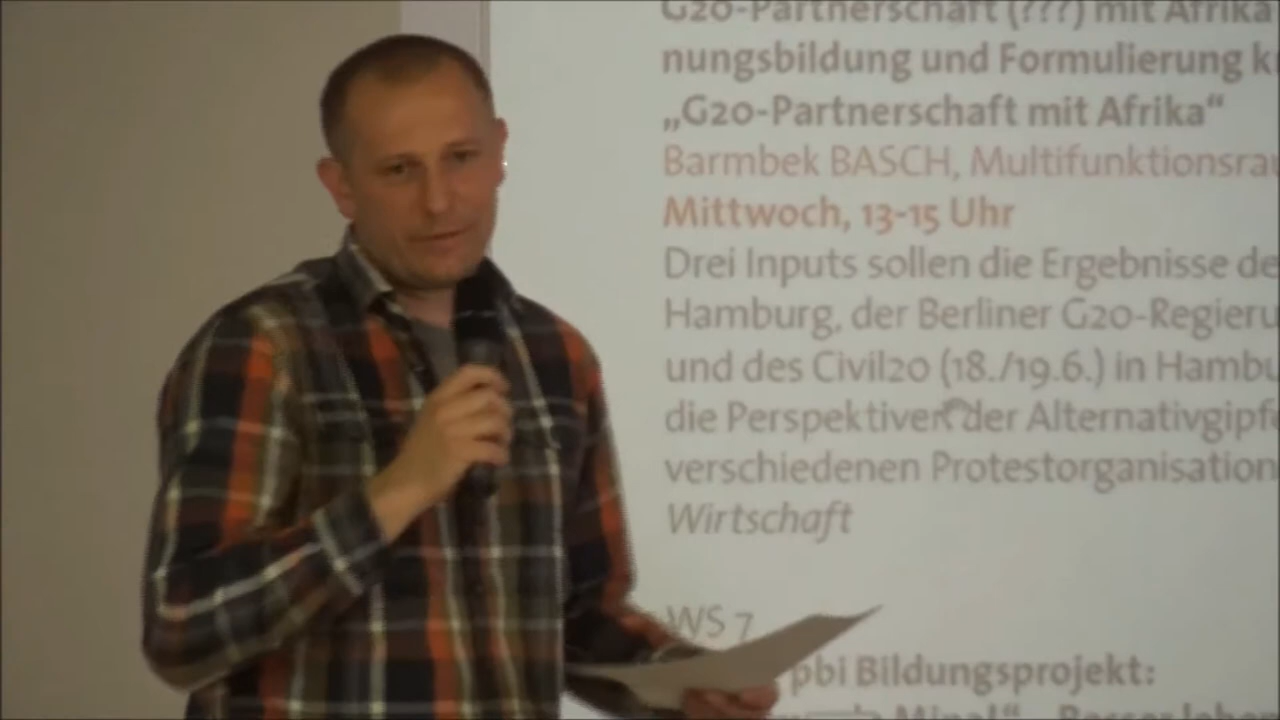 G20-Partnerschaft (???) mit Afrika
nungsbildung und Formulierung
„G20-Partnerschaft mit Afrika“
Barmbek BASCH, Multifunktionsrau
Mittwoch, 13-15 Uhr
Drei Inputs sollen die Ergebnisse de
Hamburg, der Berliner G20-Regieru
und des Civil20 (18./19.6.) in Hambu
die Perspektiven der Alternativgipfe
verschiedenen Protestorganisation
Wirtschaft
WS 7
pbi Bildungsprojekt: